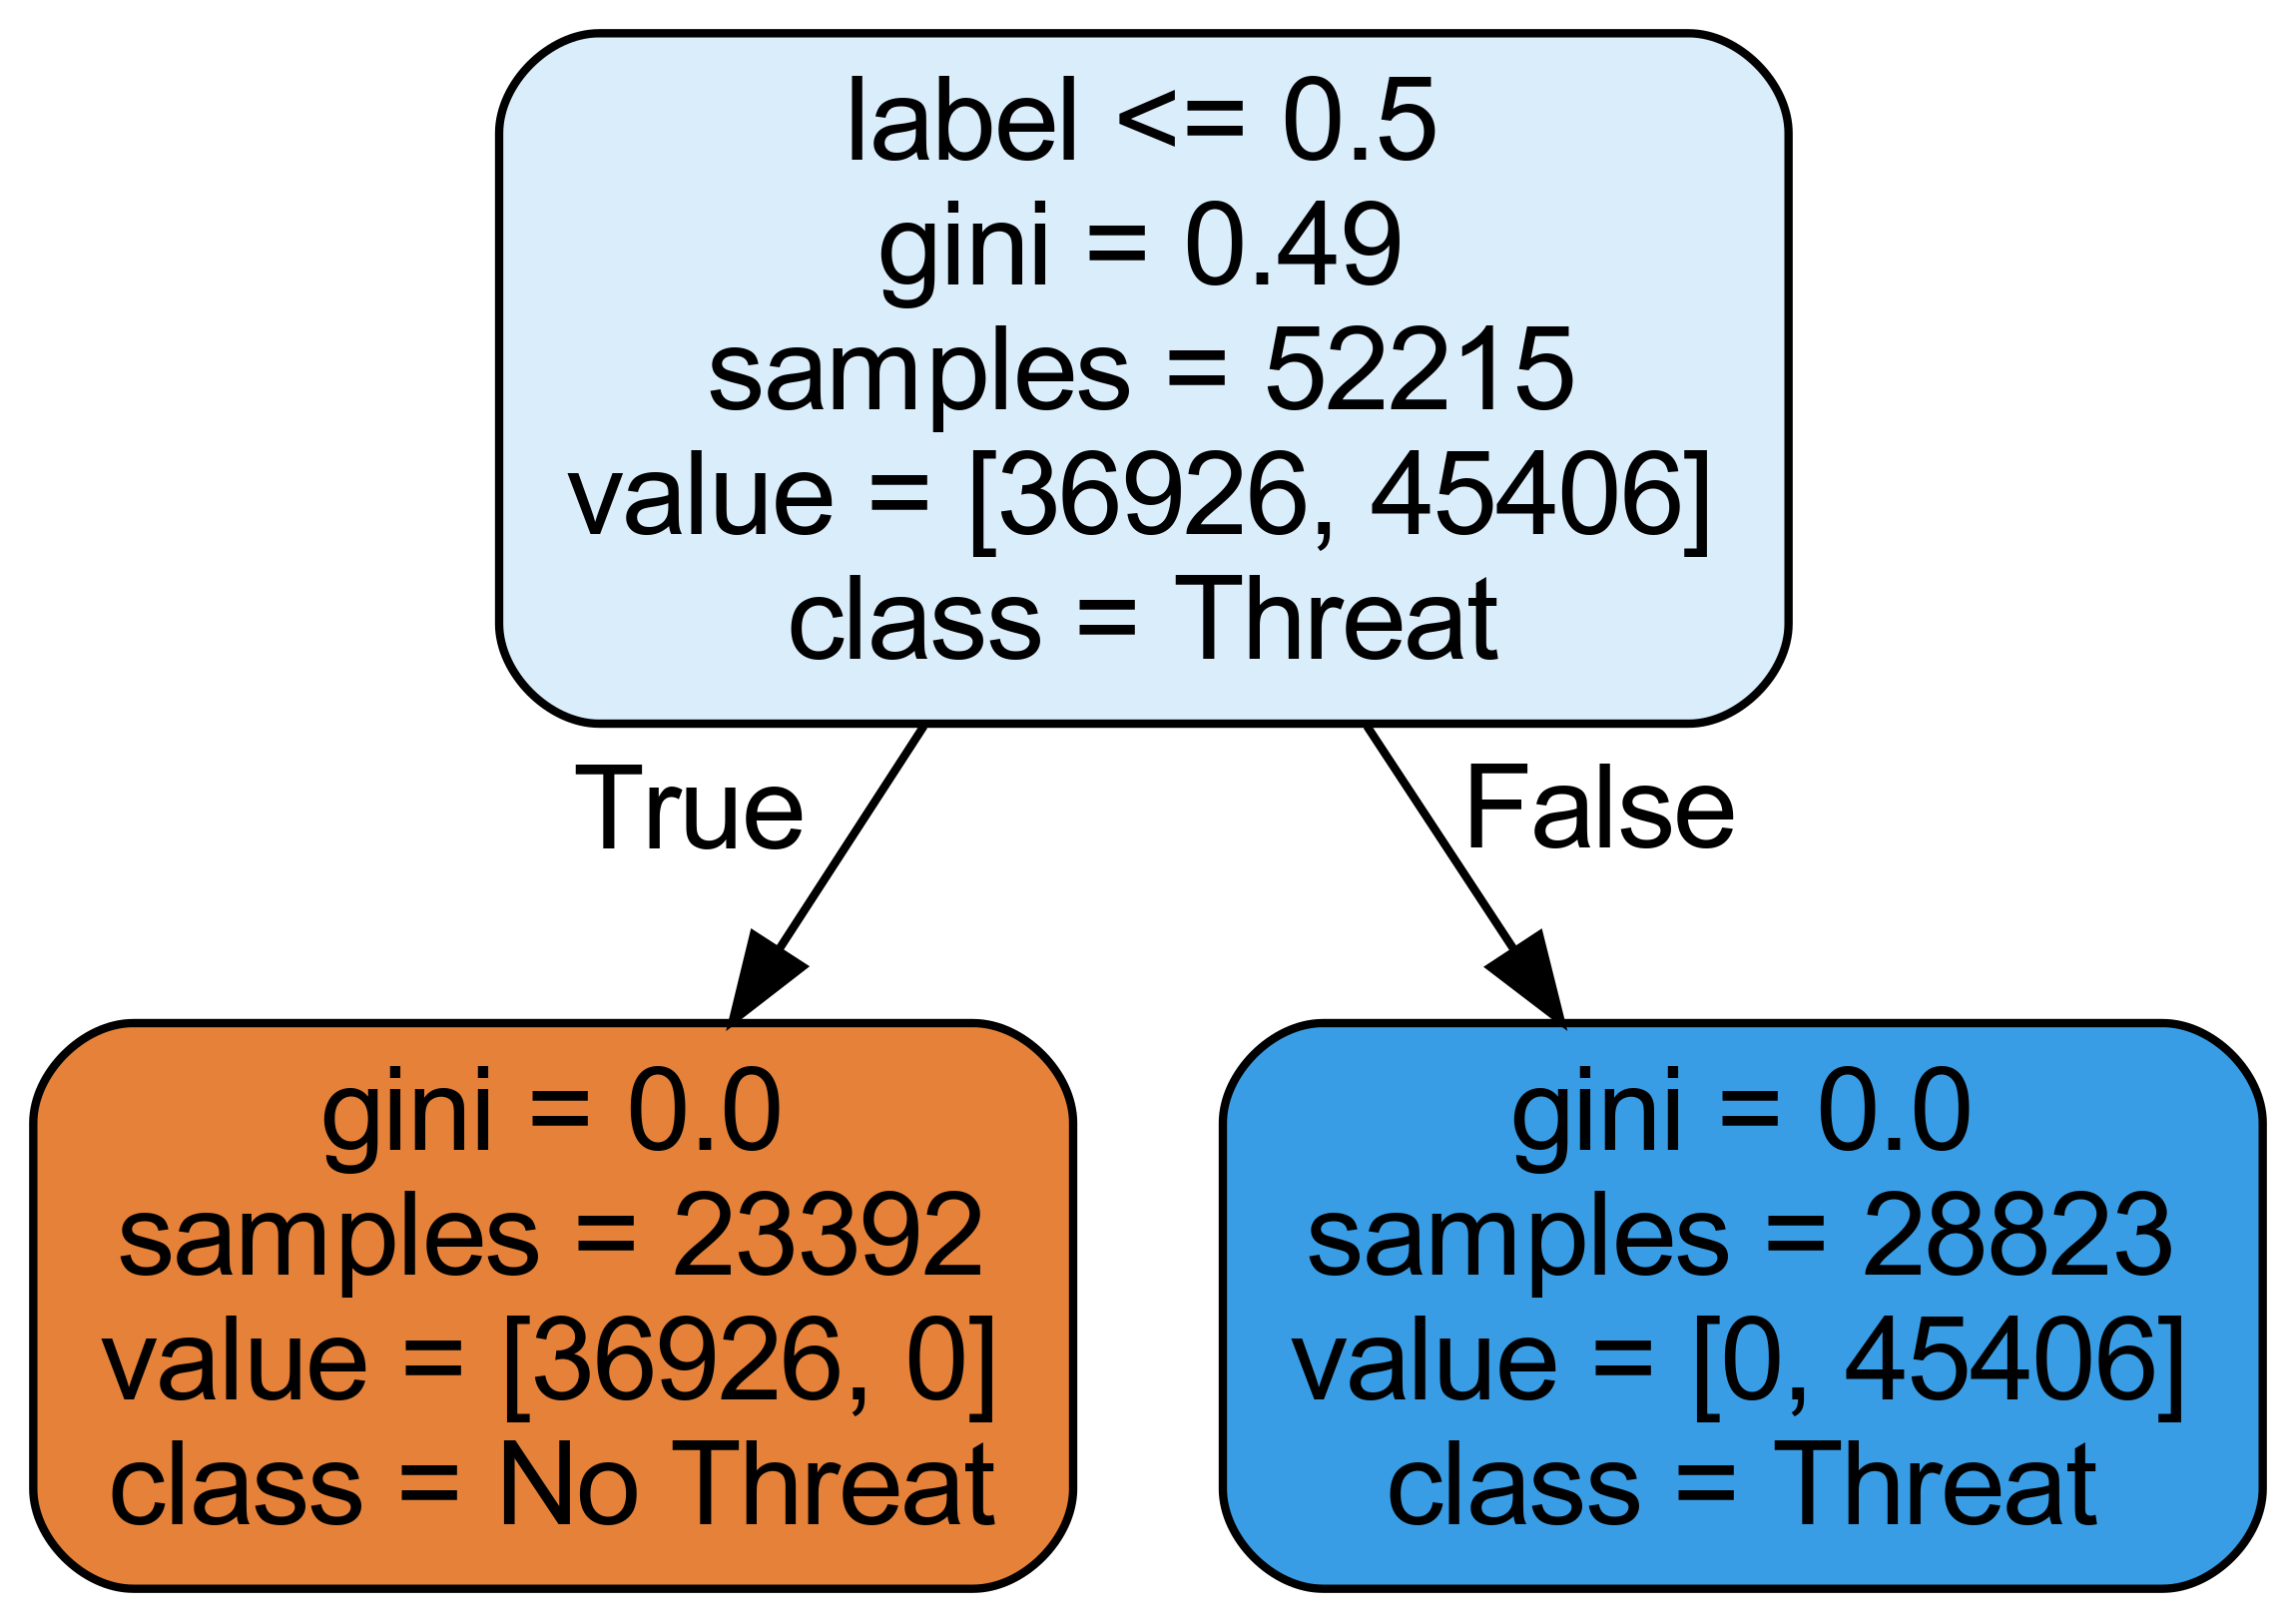 label <= 0.5
gini = 0.49
samples = 52215
value = [36926, 45406]
class = Threat
True
False
gini = 0.0
samples = 23392
value = [36926, 0]
class = No Threat
gini = 0.0
samples = 28823
value = [0, 45406]
class = Threat